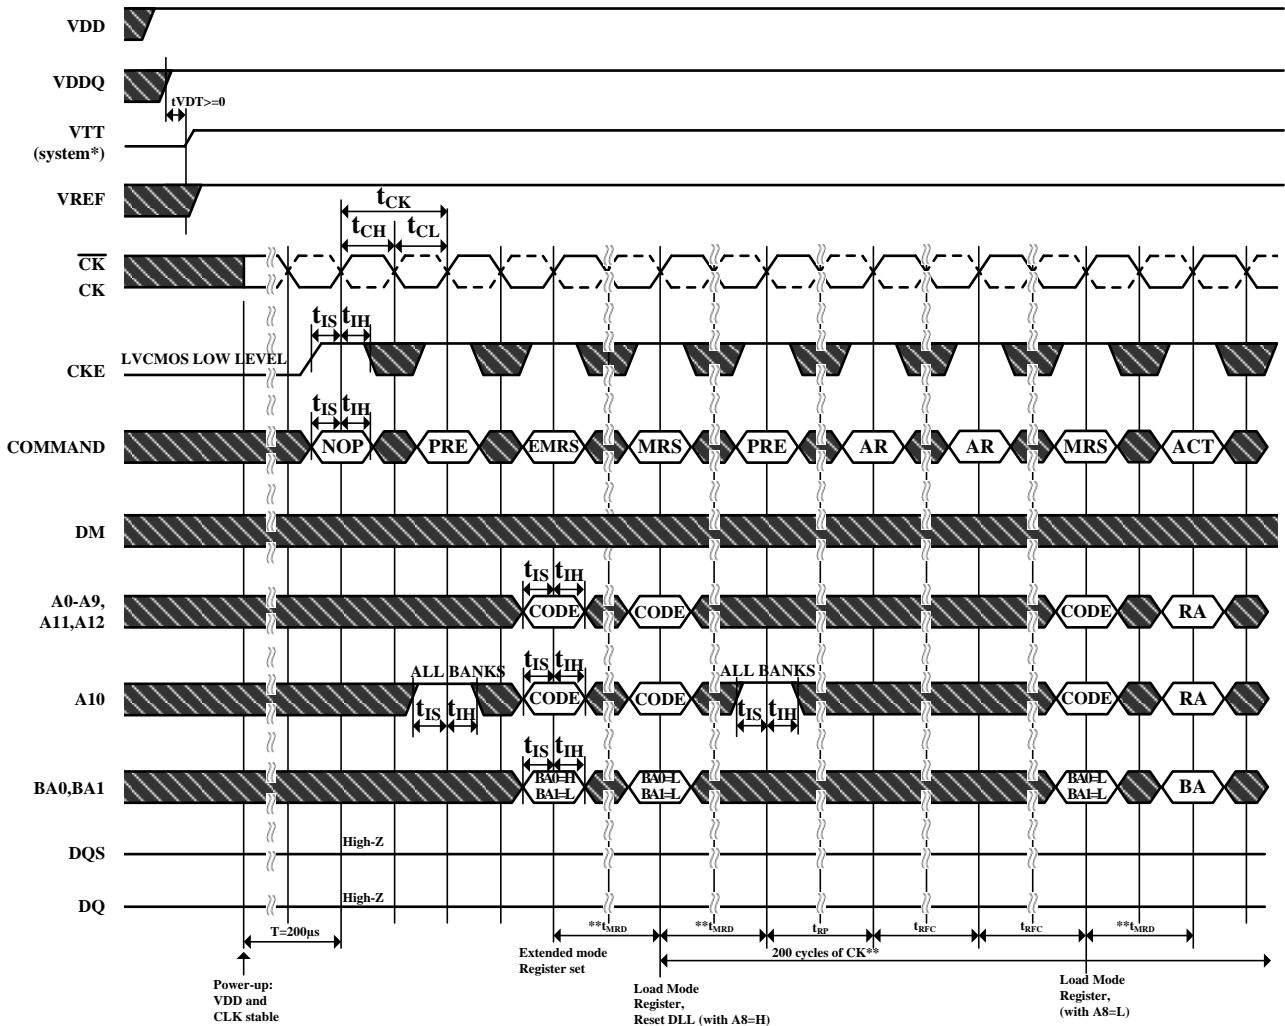 VDD
VDDQ
tVDT>=0
VTT
(system*)
VREF
tCK
tCH tCL
CK
CK
tIS tIH
LVCMOS LOW LEVEL
CKE
tIS tIH
COMMAND NOP PRE EMRS MRS PRE AR AR MRS ACT
DM
tIS tIH
A0-A9,
A11,A12
CODE CODE CODE RA
ALL BANKS tIS tIH ALL BANKS
A10 CODE CODE CODE RA
tIS tIH tIS tIH
tIS tIH
BA0,BA1
BA0=H BA0=L BA0=L
BA1=L BA1=L BA1=L
BA
High-Z
DQS
High-Z
DQ
T=200µs
**tMRD **tMRD tRP tRFC tRFC **tMRD
Extended mode
Register set
200 cycles of CK**
Power-up:
VDD and
CLK stable
Load Mode
Register,
Reset DLL (with A8=H)
Load Mode
Register,
(with A8=L)